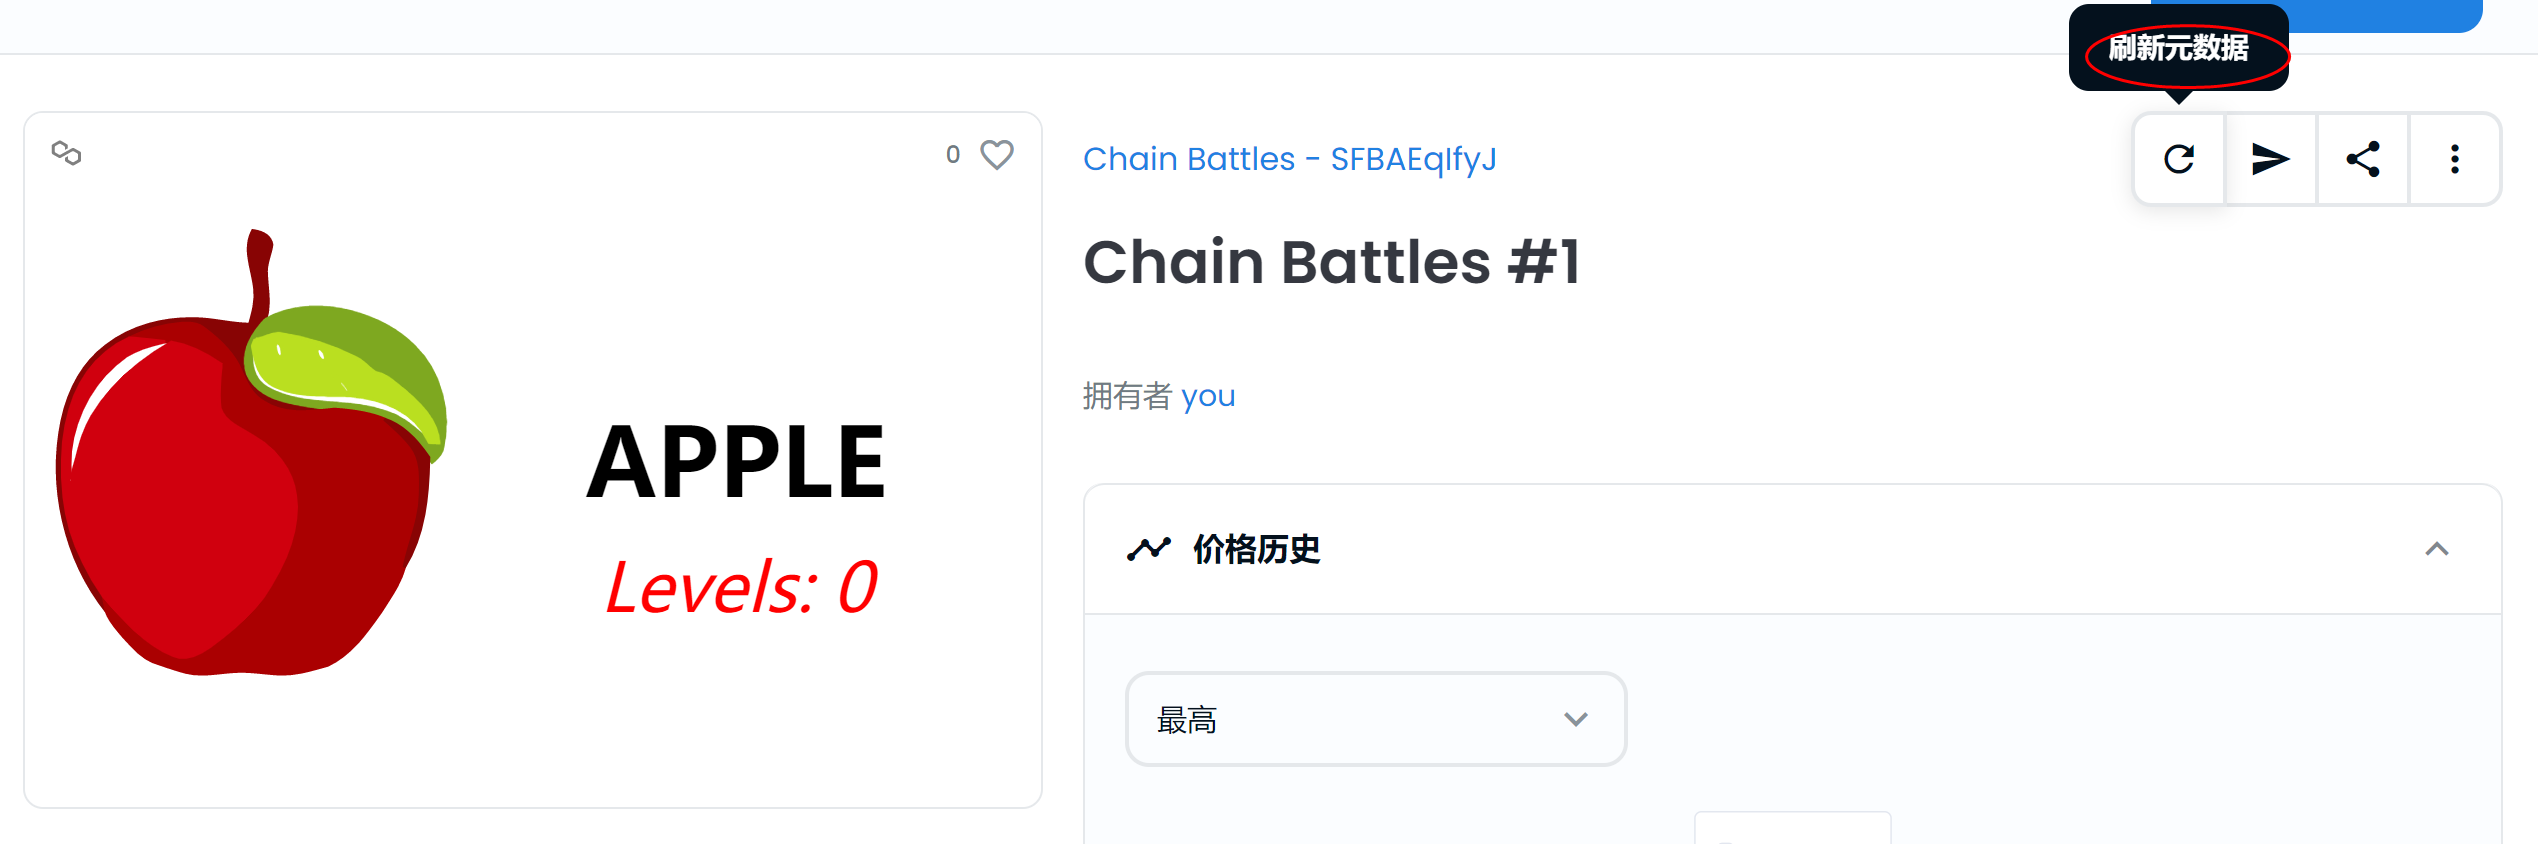 刷新元数据
0
Chain Battles - SFBAEqIfyJ
Chain Battles #1
拥有者 you
APPLE
Levels: 0
价格历史
最高